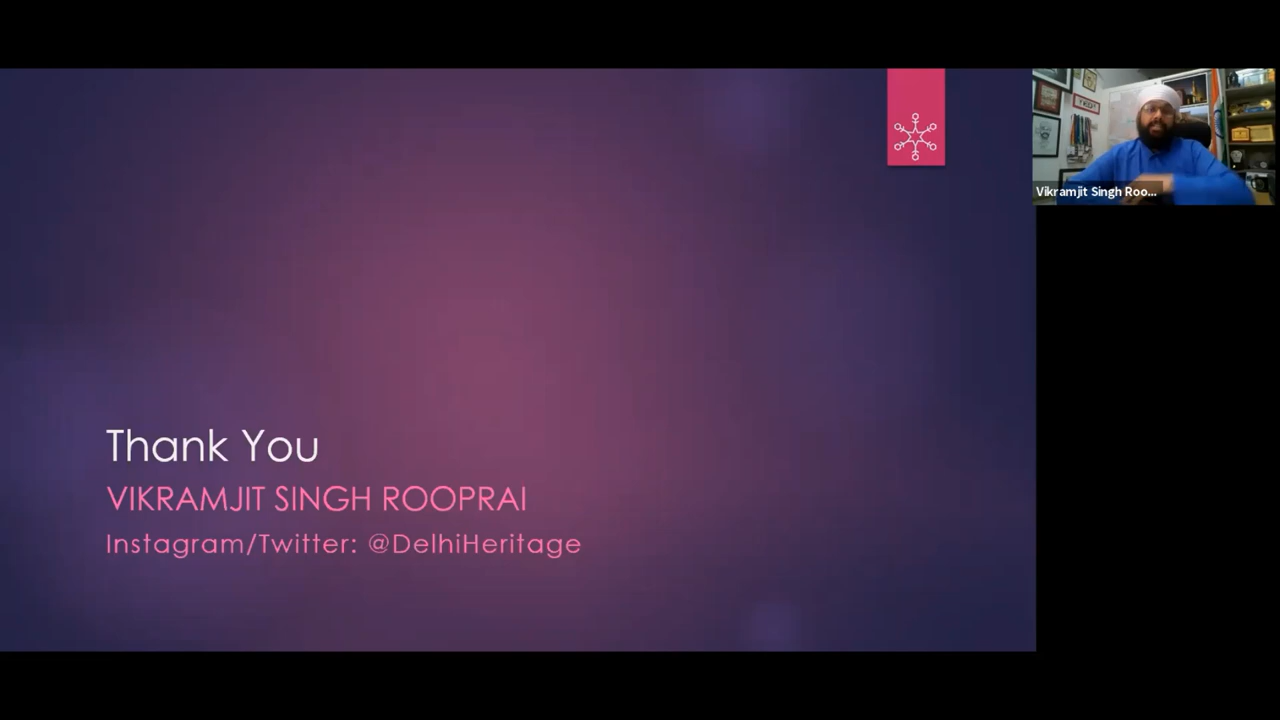 Thank You
VIKRAMJIT SINGH ROOPRAI
Instagram/Twitter: @DelhiHeritage
Vikramjit Singh Roo...